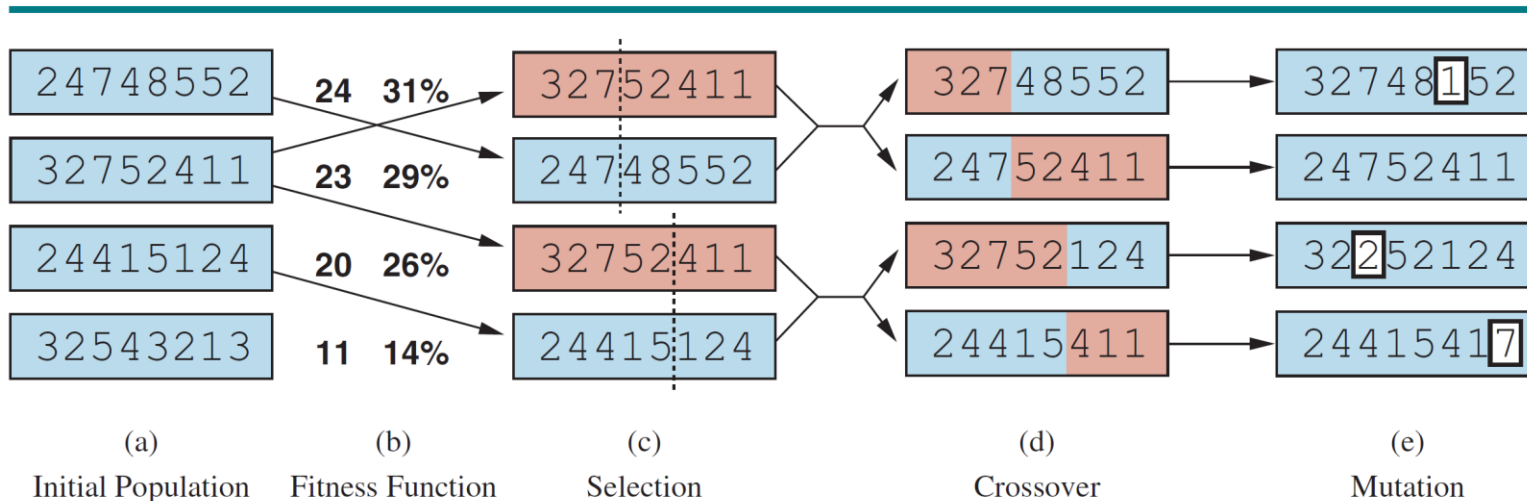 24748552 24 31% 32752411 32748552 32748152
32752411 23 29% 24748552 24752411 24752411
24415124 20 26% 32752411 32752124 32252124
32543213 11 14% 24415124 24415411 24415417
(a) (b) (c) (d) (e)
Initial Population Fitness Function Selection Crossover Mutation